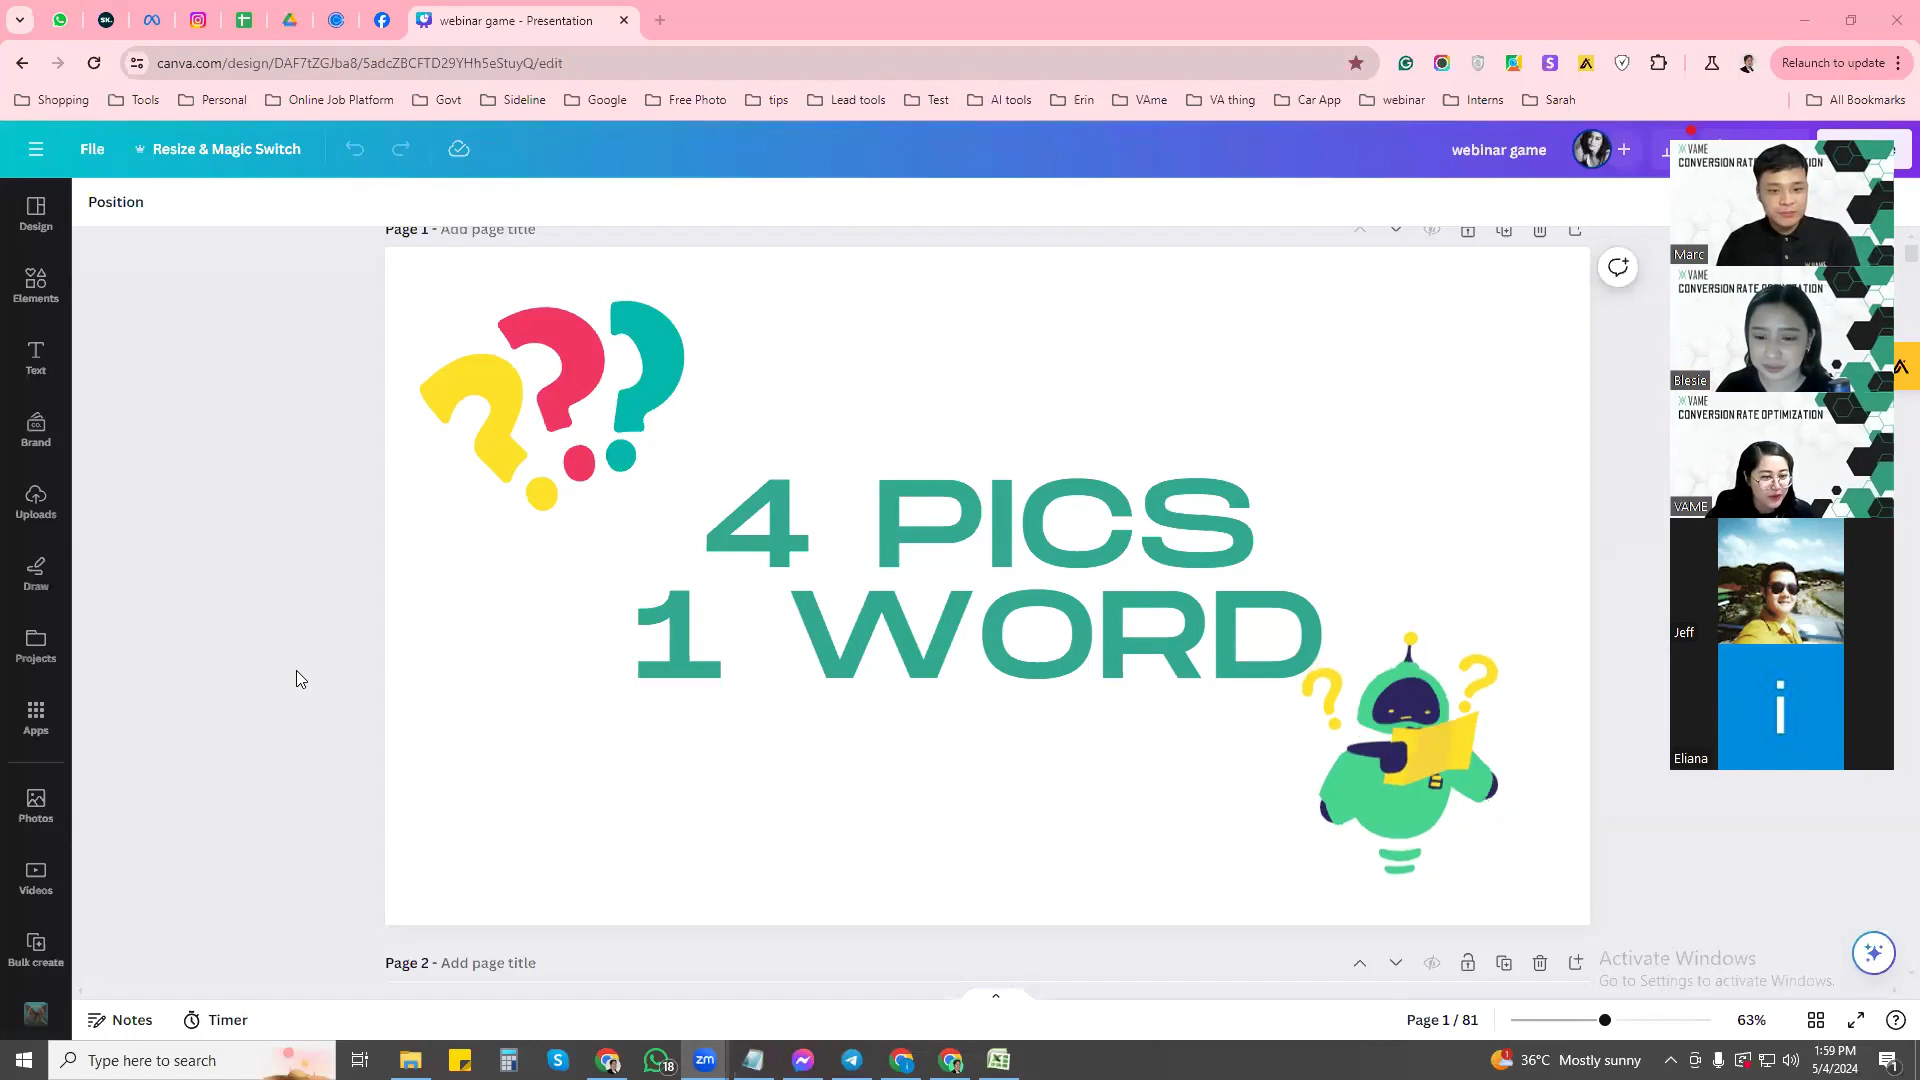 webinar game - Presentation
canva.com/design/DAF7tZGJba8/5adcZBCFTD29YHh5eStuyQ/edit
Relaunch to update
Shopping Tools Personal Online Job Platform Govt Sideline Google Free Photo tips Lead tools Test AI tools Erin VAme VA thing Car App webinar Interns Sarah All Bookmarks
File Resize & Magic Switch webinar game
Position
Page 1 - Add page title
Design
Elements
Text
Brand
Uploads
Draw
Projects
Apps
Photos
Videos
Bulk create
4 PICS
1 WORD
VAME
Marc
VAME
Blesie
VAME
CONVERSION RATE OPTIMIZATION
VAME
Jeff
i
Eliana
Page 2 - Add page title
Activate Windows
Go to Settings to activate Windows.
Notes Timer Page 1 / 81 63%
Type here to search
18
zm
36°C Mostly sunny
1:59 PM
5/4/2024